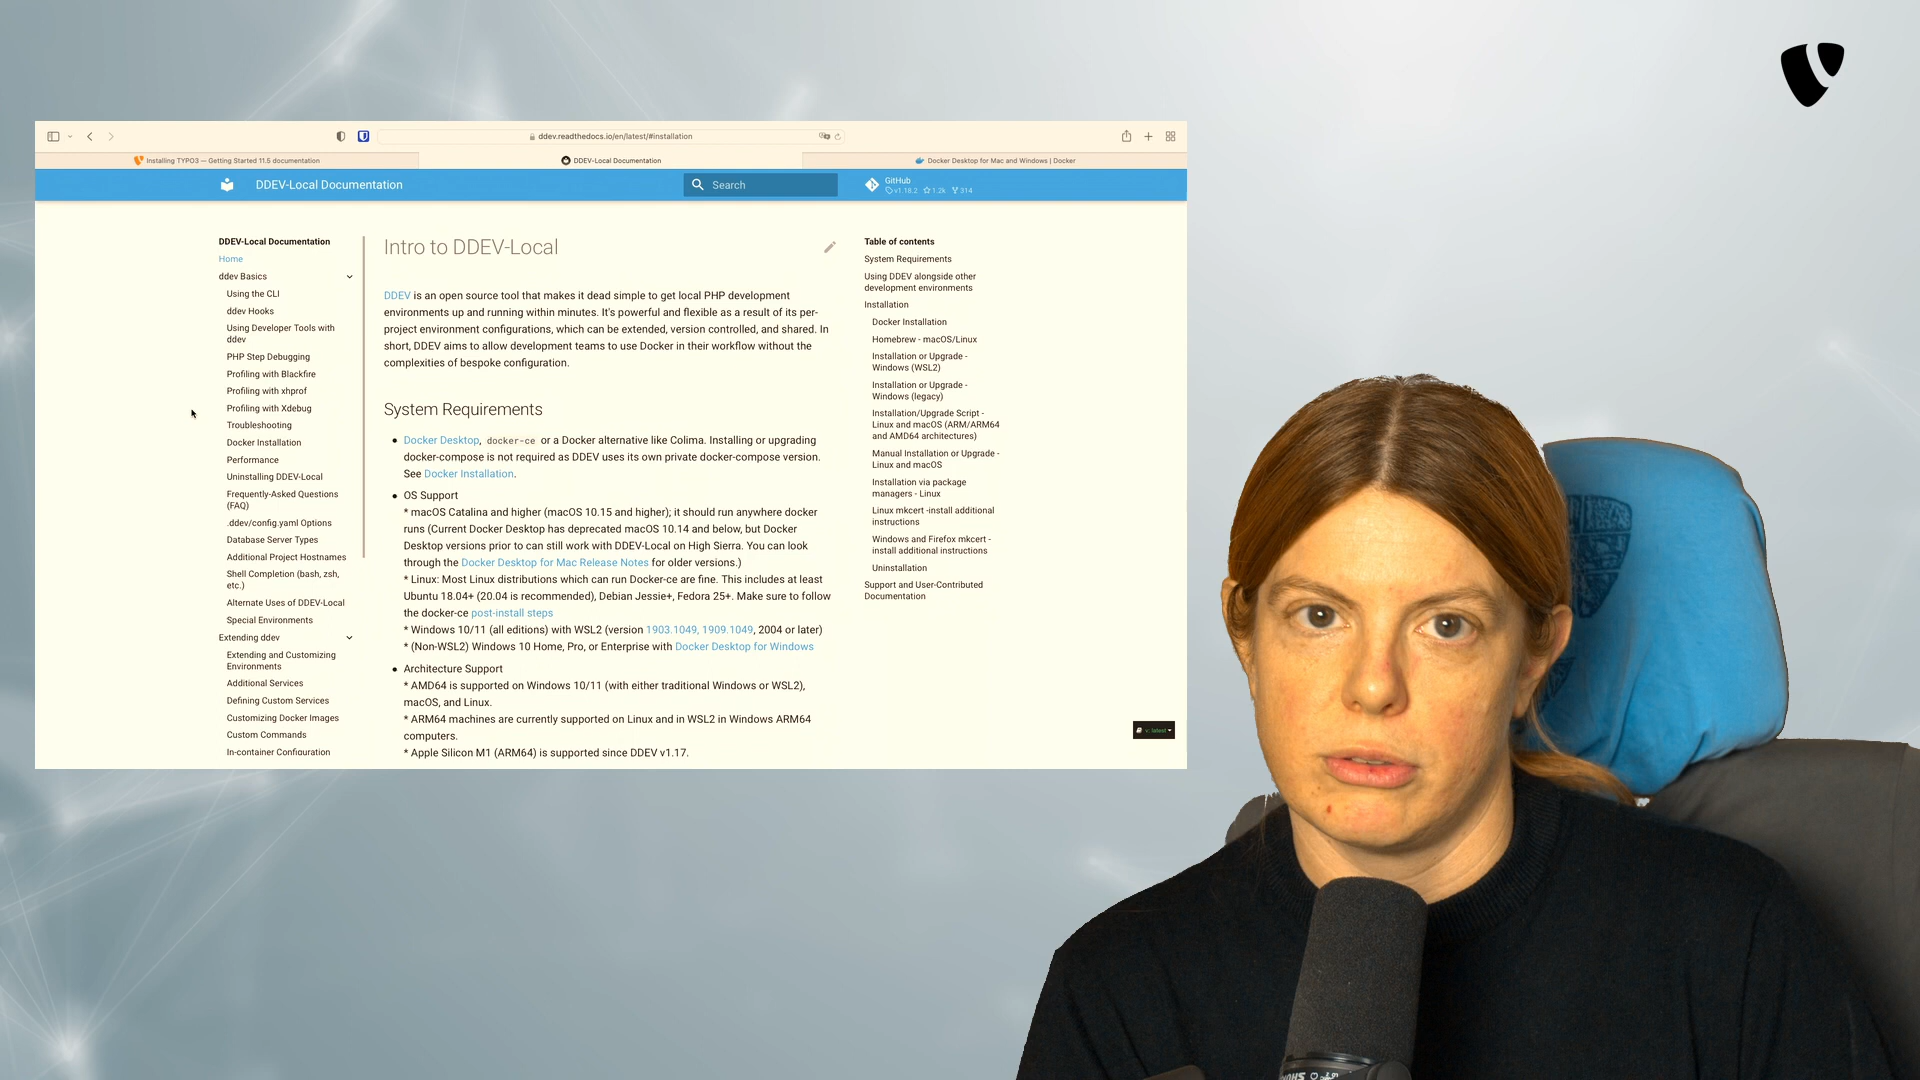 ddev.readthedocs.io/en/latest/#installation
Installing TYPO3 — Getting Started 11.5 documentation
DDEV-Local Documentation
Docker Desktop for Mac and Windows | Docker
DDEV-Local Documentation
Search
GitHub
v1.18.2 1.2k 314
DDEV-Local Documentation
Home
ddev Basics
Using the CLI
ddev Hooks
Using Developer Tools with
ddev
PHP Step Debugging
Profiling with Blackfire
Profiling with xhprof
Profiling with Xdebug
Troubleshooting
Docker Installation
Performance
Uninstalling DDEV-Local
Frequently-Asked Questions
(FAQ)
.ddev/config.yaml Options
Database Server Types
Additional Project Hostnames
Shell Completion (bash, zsh,
etc.)
Alternate Uses of DDEV-Local
Special Environments
Extending ddev
Extending and Customizing
Environments
Additional Services
Defining Custom Services
Customizing Docker Images
Custom Commands
In-container Configuration
Intro to DDEV-Local
DDEV is an open source tool that makes it dead simple to get local PHP development
environments up and running within minutes. It's powerful and flexible as a result of its per-
project environment configurations, which can be extended, version controlled, and shared. In
short, DDEV aims to allow development teams to use Docker in their workflow without the
complexities of bespoke configuration.
System Requirements
• Docker Desktop, docker-ce or a Docker alternative like Colima. Installing or upgrading
docker-compose is not required as DDEV uses its own private docker-compose version.
See Docker Installation.
• OS Support
* macOS Catalina and higher (macOS 10.15 and higher); it should run anywhere docker
runs (Current Docker Desktop has deprecated macOS 10.14 and below, but Docker
Desktop versions prior to can still work with DDEV-Local on High Sierra. You can look
through the Docker Desktop for Mac Release Notes for older versions.)
* Linux: Most Linux distributions which can run Docker-ce are fine. This includes at least
Ubuntu 18.04+ (20.04 is recommended), Debian Jessie+, Fedora 25+. Make sure to follow
the docker-ce post-install steps
* Windows 10/11 (all editions) with WSL2 (version 1903.1049, 1909.1049, 2004 or later)
* (Non-WSL2) Windows 10 Home, Pro, or Enterprise with Docker Desktop for Windows
• Architecture Support
* AMD64 is supported on Windows 10/11 (with either traditional Windows or WSL2),
macOS, and Linux.
* ARM64 machines are currently supported on Linux and in WSL2 in Windows ARM64
computers.
* Apple Silicon M1 (ARM64) is supported since DDEV v1.17.
Table of contents
System Requirements
Using DDEV alongside other
development environments
Installation
Docker Installation
Homebrew - macOS/Linux
Installation or Upgrade -
Windows (WSL2)
Installation or Upgrade -
Windows (legacy)
Installation/Upgrade Script -
Linux and macOS (ARM/ARM64
and AMD64 architectures)
Manual Installation or Upgrade -
Linux and macOS
Installation via package
managers - Linux
Linux mkcert -install additional
instructions
Windows and Firefox mkcert -
install additional instructions
Uninstallation
Support and User-Contributed
Documentation
v: latest